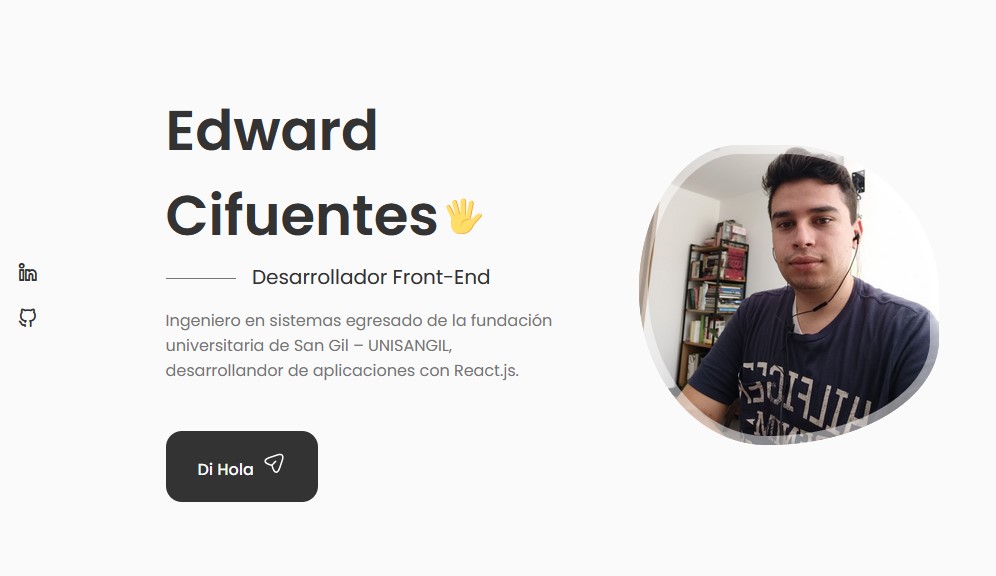 Edward
Cifuentes
Desarrollador Front-End
Ingeniero en sistemas egresado de la fundación
universitaria de San Gil – UNISANGIL,
desarrollandor de aplicaciones con React.js.
Di Hola
HILFIGER